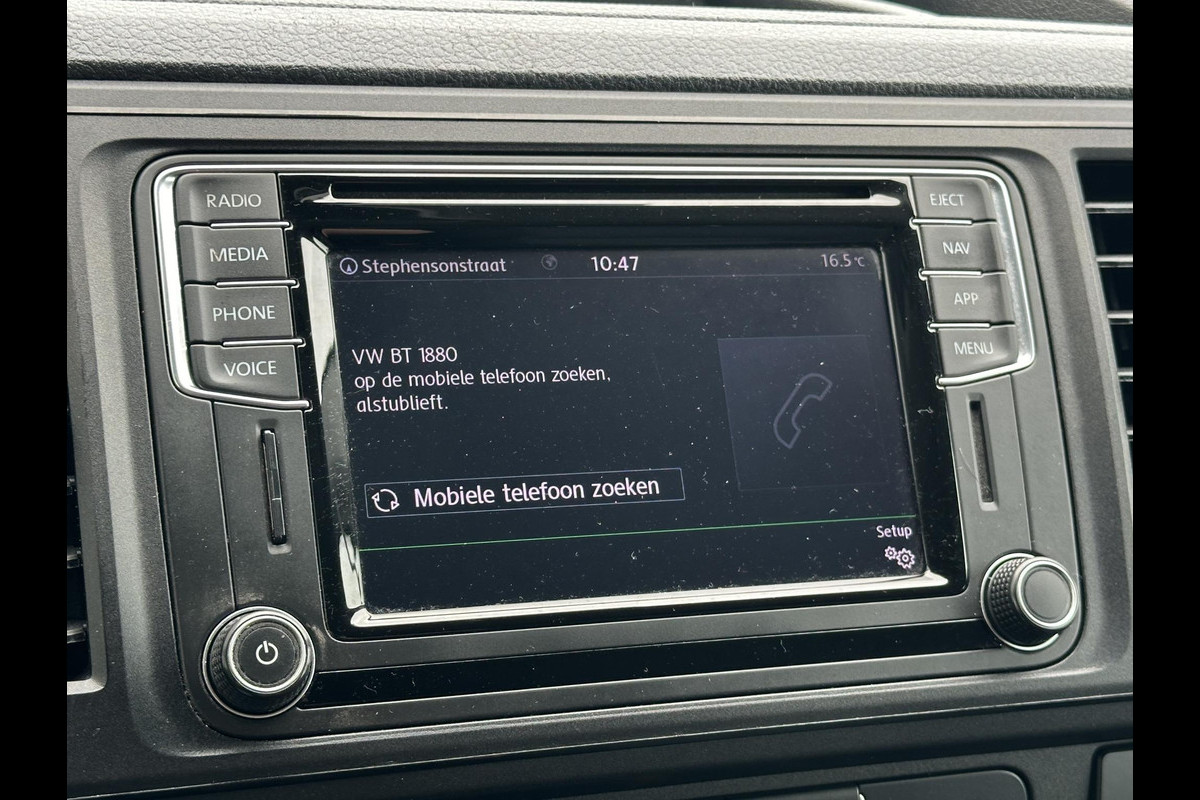 RADIO
MEDIA
PHONE
VOICE
EJECT
NAV
APP
MENU
Stephensonstraat 10:47 16.5°C
VW BT 1880
op de mobiele telefoon zoeken,
alstublieft.
Mobiele telefoon zoeken
Setup